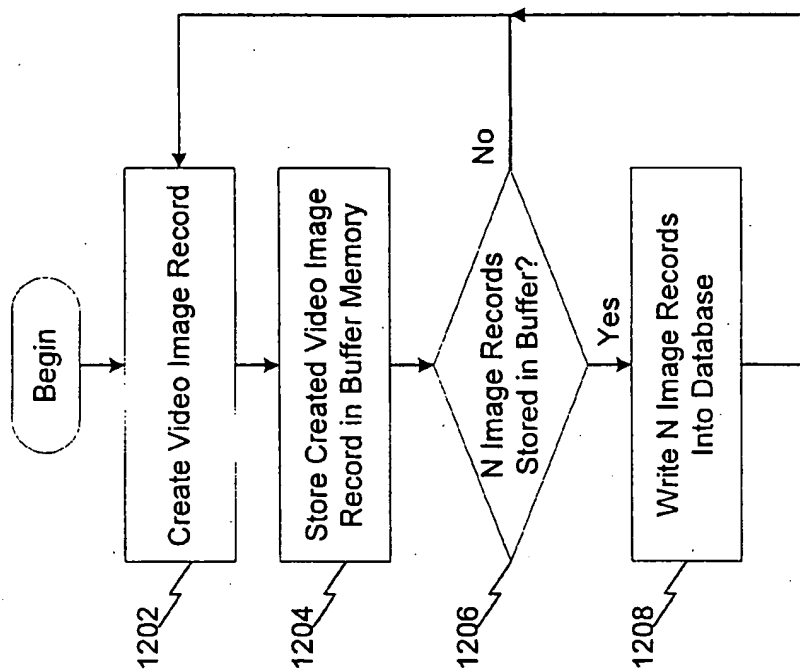 Begin
1202
Create Video Image Record
1204
Store Created Video Image
Record in Buffer Memory
1206
N Image Records
Stored in Buffer?
No
Yes
1208
Write N Image Records
Into Database